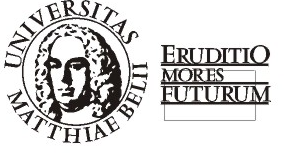 UNIVERSITAS
MATTHIAE BELII
ERUDITIO
MORES
FUTURUM